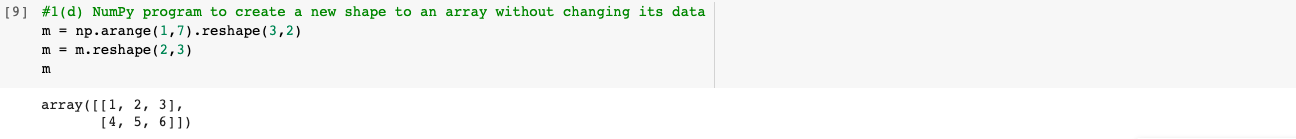 [9] #1(d) NumPy program to create a new shape to an array without changing its data
m = np.arange(1,7).reshape(3,2)
m = m.reshape(2,3)
m
array([[1, 2, 3],
[4, 5, 6]])